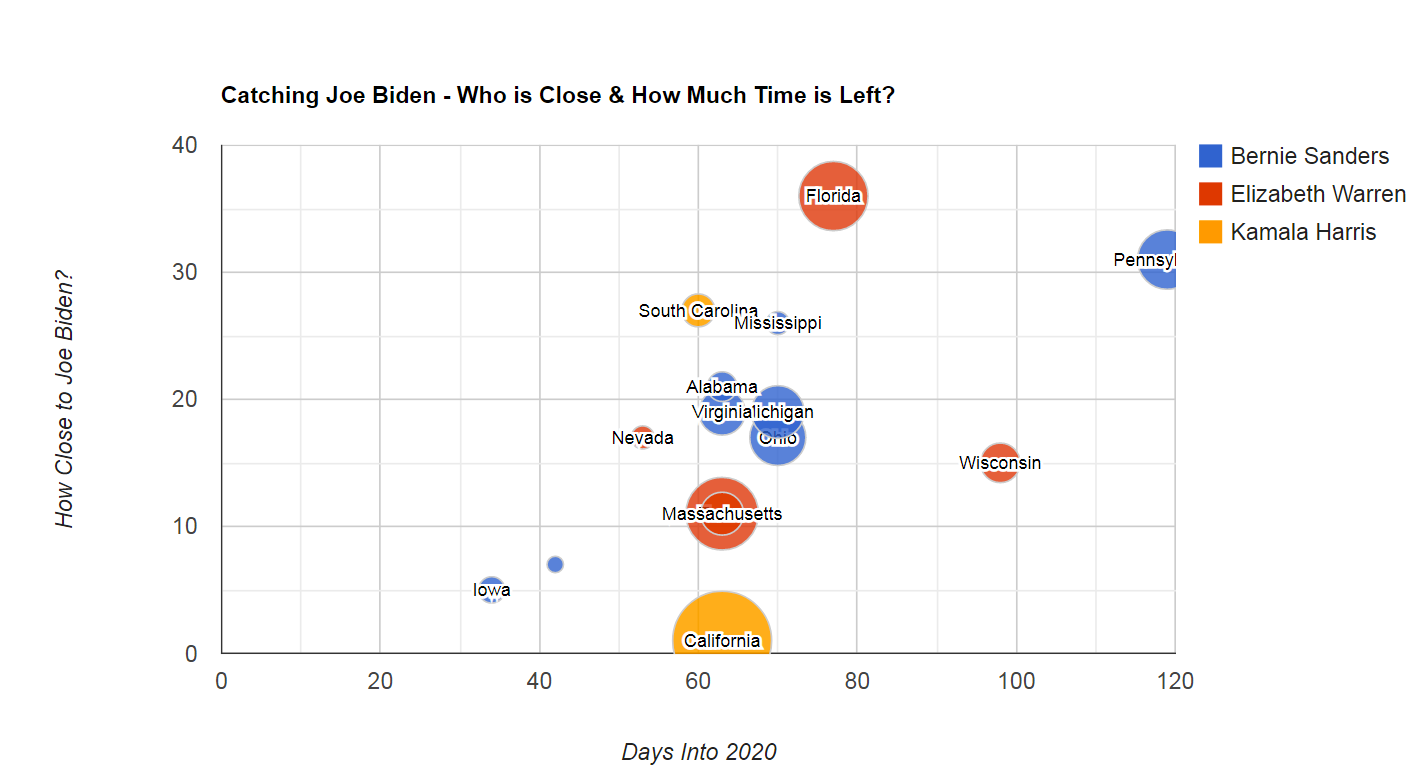 Catching Joe Biden - Who is Close & How Much Time is Left?
How Close to Joe Biden?
40
30
20
10
0
Florida
Pennsyl
South Carolina
Mississippi
Alabama
Virginia
ichigan
Nevada
Ohio
Wisconsin
Massachusetts
Iowa
California
0
20
40
60
80
100
120
Days Into 2020
Bernie Sanders
Elizabeth Warren
Kamala Harris